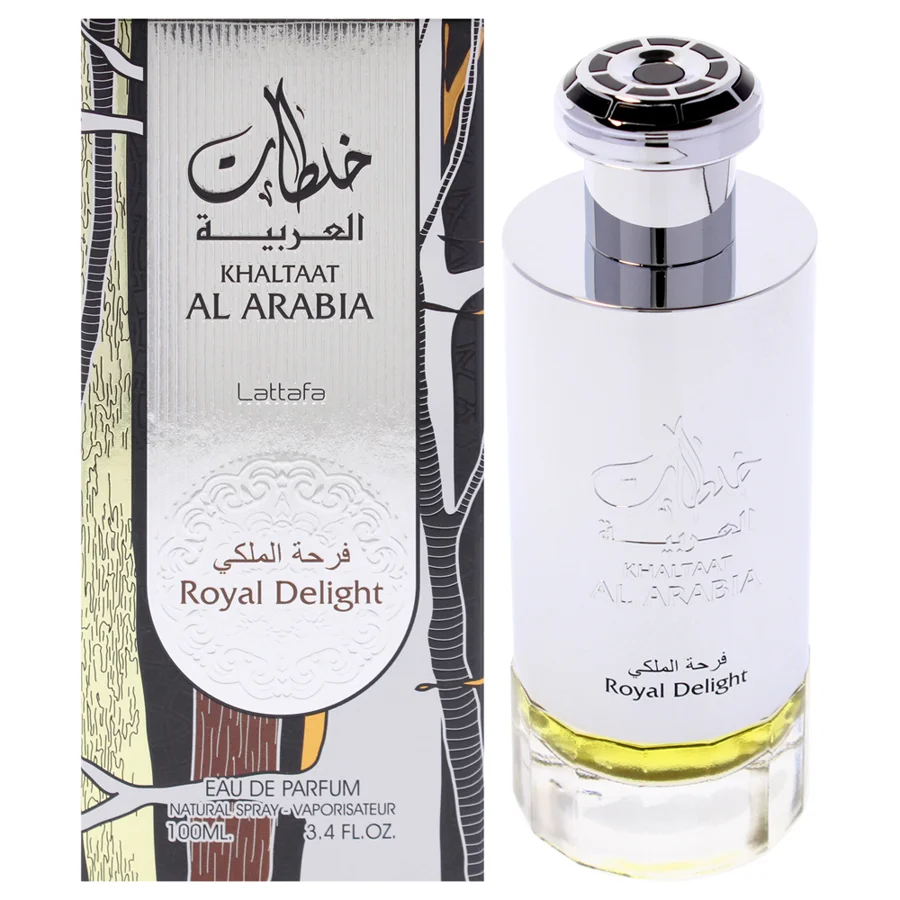 خلطات
العربية
KHALTAAT
AL ARABIA
Lattafa
فرحة الملكي
Royal Delight
EAU DE PARFUM
NATURAL SPRAY - VAPORISATEUR
100ML. 3.4 FL.OZ.
خلطات
العربية
KHALTAAT
AL ARABIA
فرحة الملكي
Royal Delight